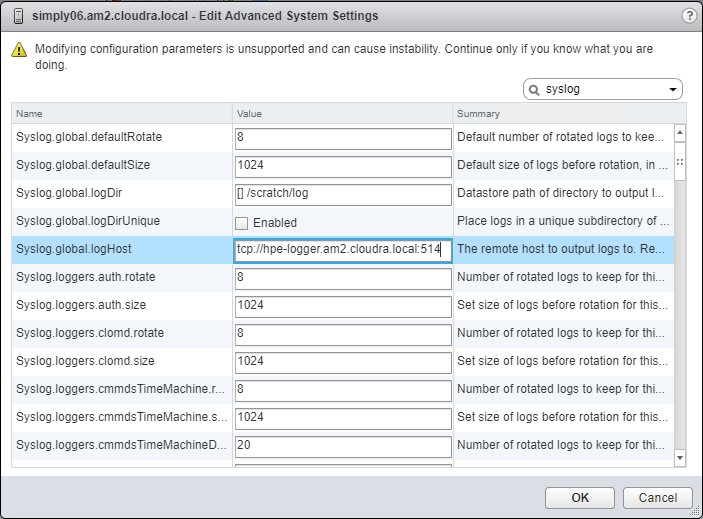 simply06.am2.cloudra.local - Edit Advanced System Settings
?
Modifying configuration parameters is unsupported and can cause instability. Continue only if you know what you are
doing.
syslog
Name Value Summary
Syslog.global.defaultRotate 8 Default number of rotated logs to kee...
Syslog.global.defaultSize 1024 Default size of logs before rotation, in ...
Syslog.global.logDir [] /scratch/log Datastore path of directory to output l...
Syslog.global.logDirUnique Enabled Place logs in a unique subdirectory of ...
Syslog.global.logHost tcp://hpe-logger.am2.cloudra.local:514 The remote host to output logs to. Re...
Syslog.loggers.auth.rotate 8 Number of rotated logs to keep for thi...
Syslog.loggers.auth.size 1024 Set size of logs before rotation for this...
Syslog.loggers.clomd.rotate 8 Number of rotated logs to keep for thi...
Syslog.loggers.clomd.size 1024 Set size of logs before rotation for this...
Syslog.loggers.cmmdsTimeMachine.r... 8 Number of rotated logs to keep for thi...
Syslog.loggers.cmmdsTimeMachine.s... 1024 Set size of logs before rotation for this...
Syslog.loggers.cmmdsTimeMachineD... 20 Number of rotated logs to keep for thi...
OK Cancel